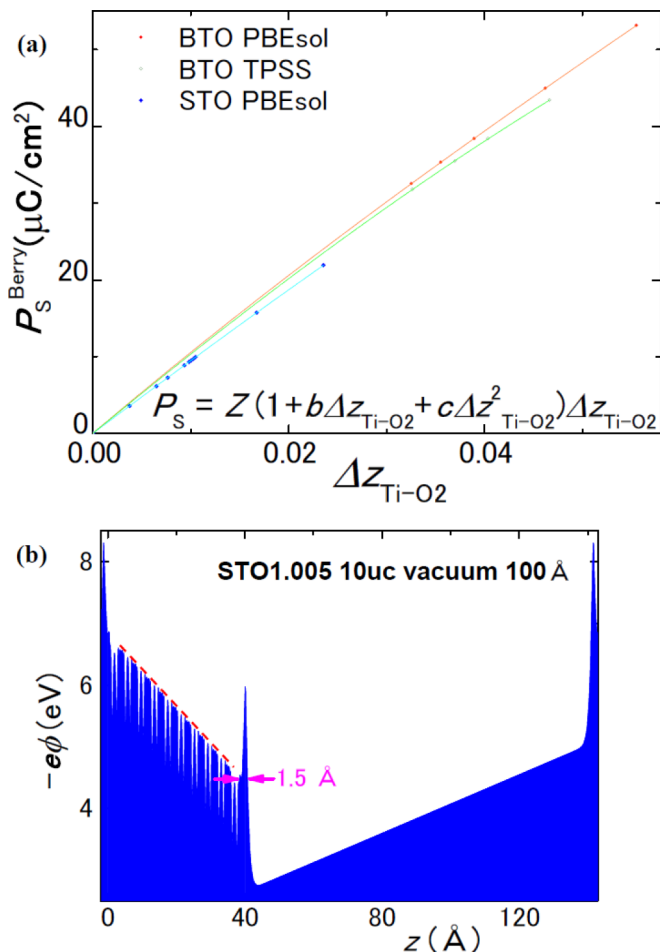 (a)
BTO PBEsol
BTO TPSS
STO PBEsol
P_S^Berry(μC/cm²)
40
20
0
P_S = Z(1+bΔz_Ti-O2+cΔz²_Ti-O2)Δz_Ti-O2
0.00 0.02 0.04
Δz_Ti-O2
(b)
8
STO1.005 10uc vacuum 100 Å
6
-eϕ(eV)
1.5 Å
4
0 40 80 120
z(Å)